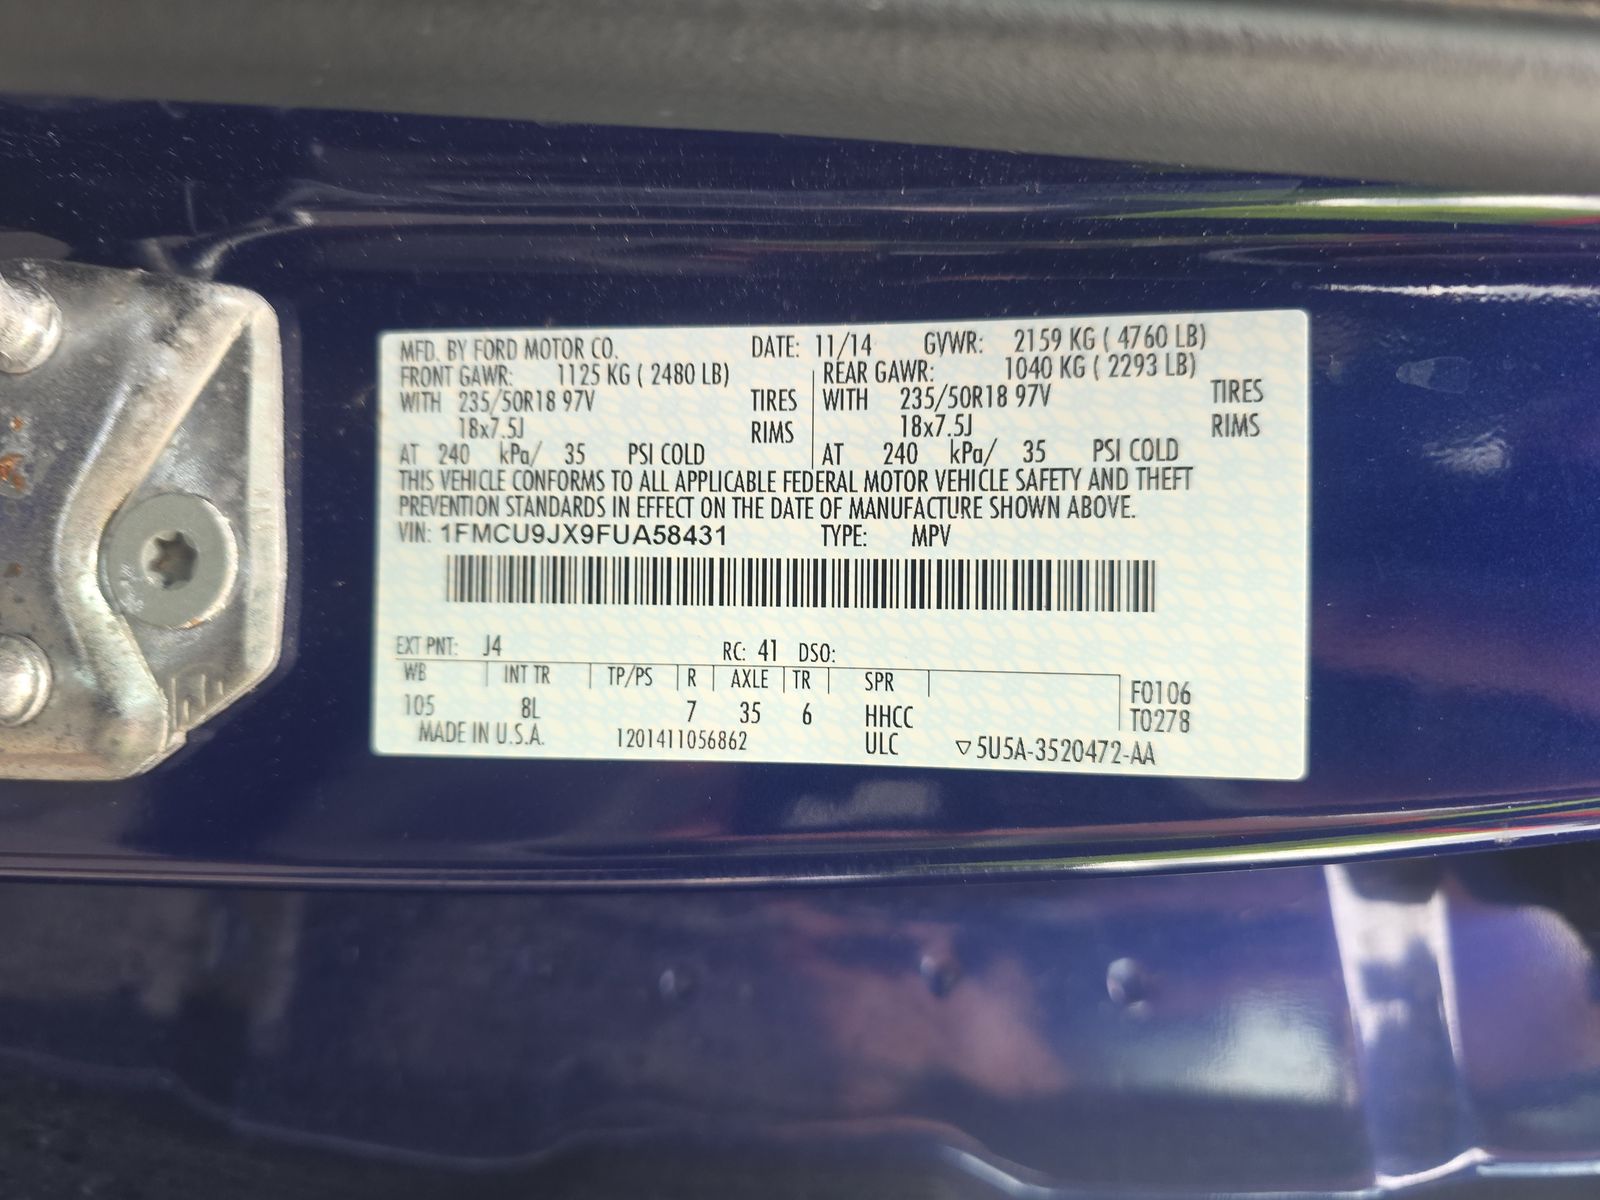 MFD. BY FORD MOTOR CO. DATE: 11/14 GVWR: 2159 KG ( 4760 LB)
FRONT GAWR: 1125 KG ( 2480 LB) REAR GAWR: 1040 KG ( 2293 LB)
WITH 235/50R18 97V TIRES WITH 235/50R18 97V TIRES
18x7.5J RIMS 18x7.5J RIMS
AT 240 kPa/ 35 PSI COLD AT 240 kPa/ 35 PSI COLD
THIS VEHICLE CONFORMS TO ALL APPLICABLE FEDERAL MOTOR VEHICLE SAFETY AND THEFT
PREVENTION STANDARDS IN EFFECT ON THE DATE OF MANUFACTURE SHOWN ABOVE.
VIN: 1FMCU9JX9FUA58431 TYPE: MPV
EXT PNT: J4 RC: 41 DSO:
WB INT TR TP/PS R AXLE TR SPR
105 8L 7 35 6 HHCC F0106
T0278
MADE IN U.S.A. 1201411056862 ULC ▽5U5A-3520472-AA